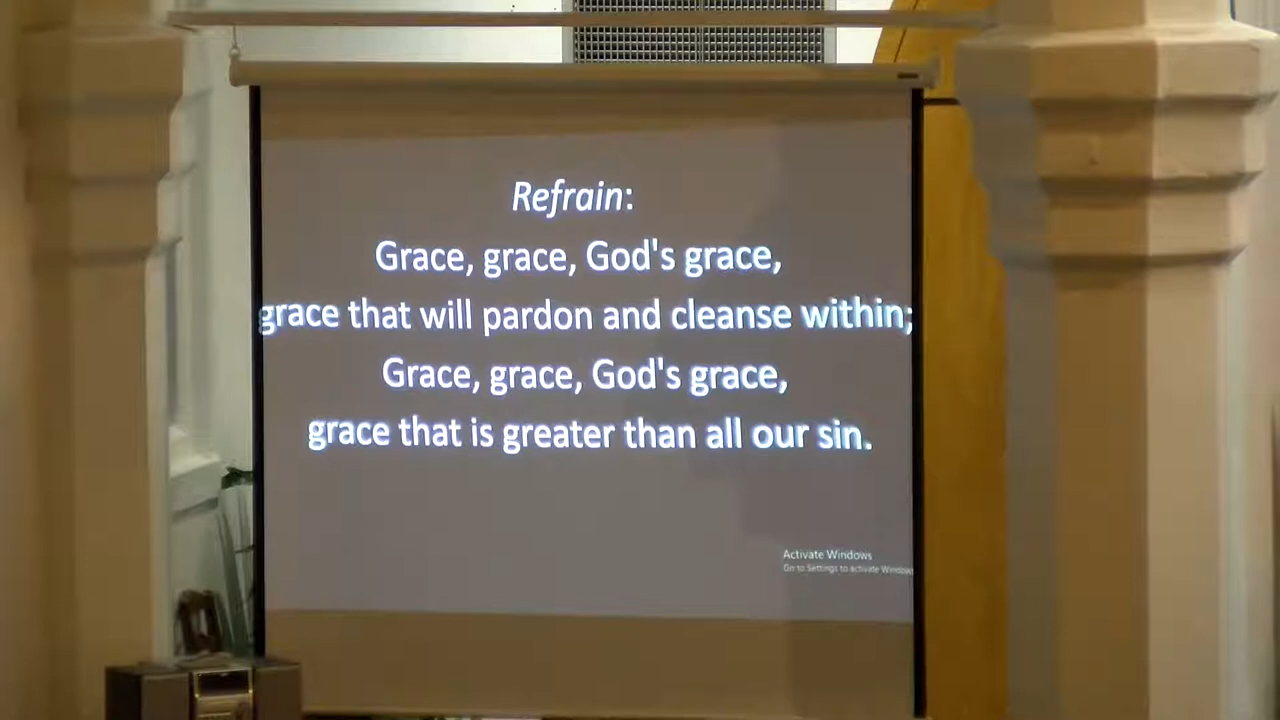 Refrain:
Grace, grace, God's grace,
grace that will pardon and cleanse within;
Grace, grace, God's grace,
grace that is greater than all our sin.
Activate Windows
Go to Settings to activate Windows